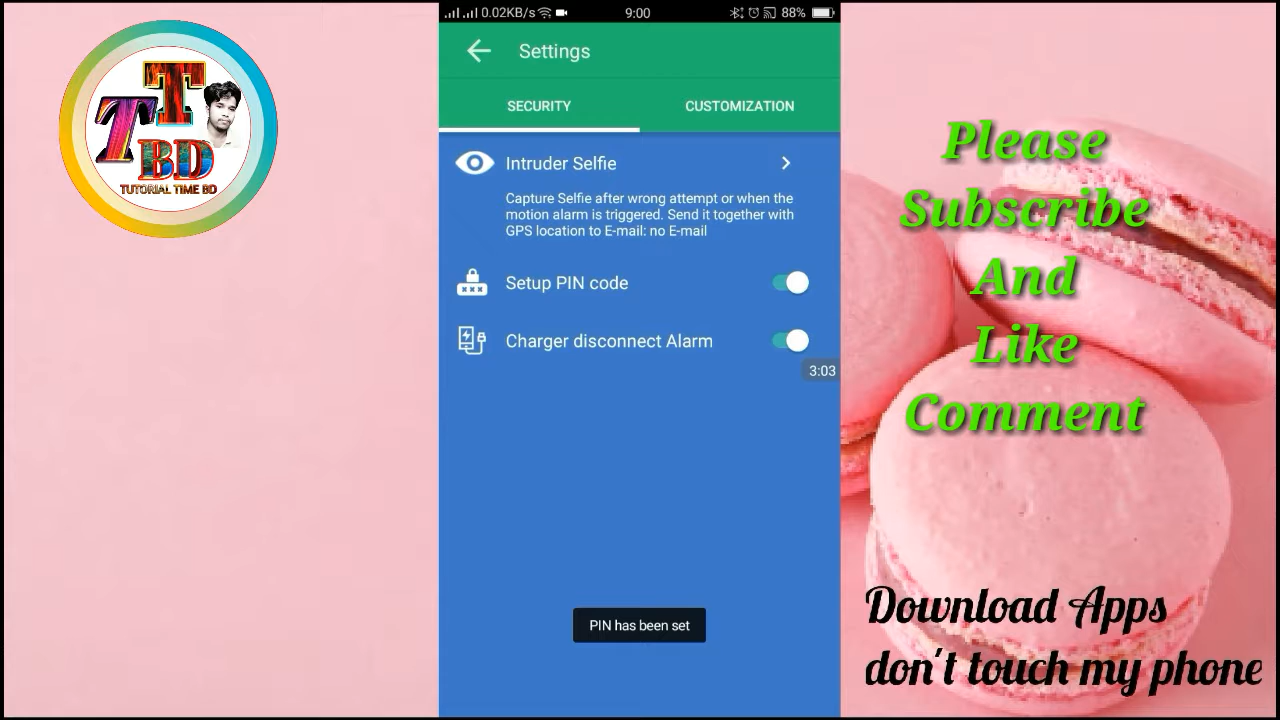 T
T
BD
TUTORIAL TIME BD
0.02KB/s 9:00 88%
Settings
SECURITY CUSTOMIZATION
Intruder Selfie
Capture Selfie after wrong attempt or when the
motion alarm is triggered. Send it together with
GPS location to E-mail: no E-mail
Setup PIN code
Charger disconnect Alarm
3:03
PIN has been set
Please
Subscribe
And
Like
Comment
Download Apps
don't touch my phone